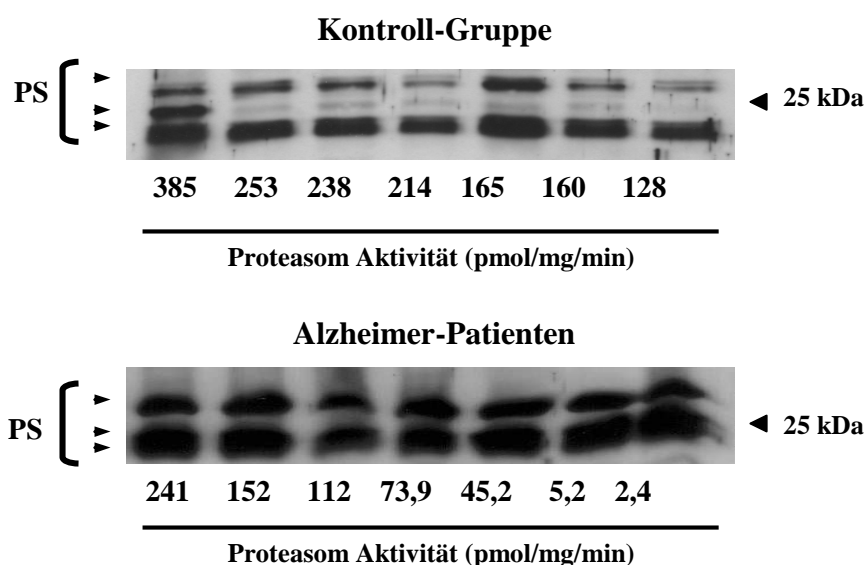 Kontroll-Gruppe
PS
25 kDa
385 253 238 214 165 160 128
Proteasom Aktivität (pmol/mg/min)
Alzheimer-Patienten
PS
25 kDa
241 152 112 73,9 45,2 5,2 2,4
Proteasom Aktivität (pmol/mg/min)